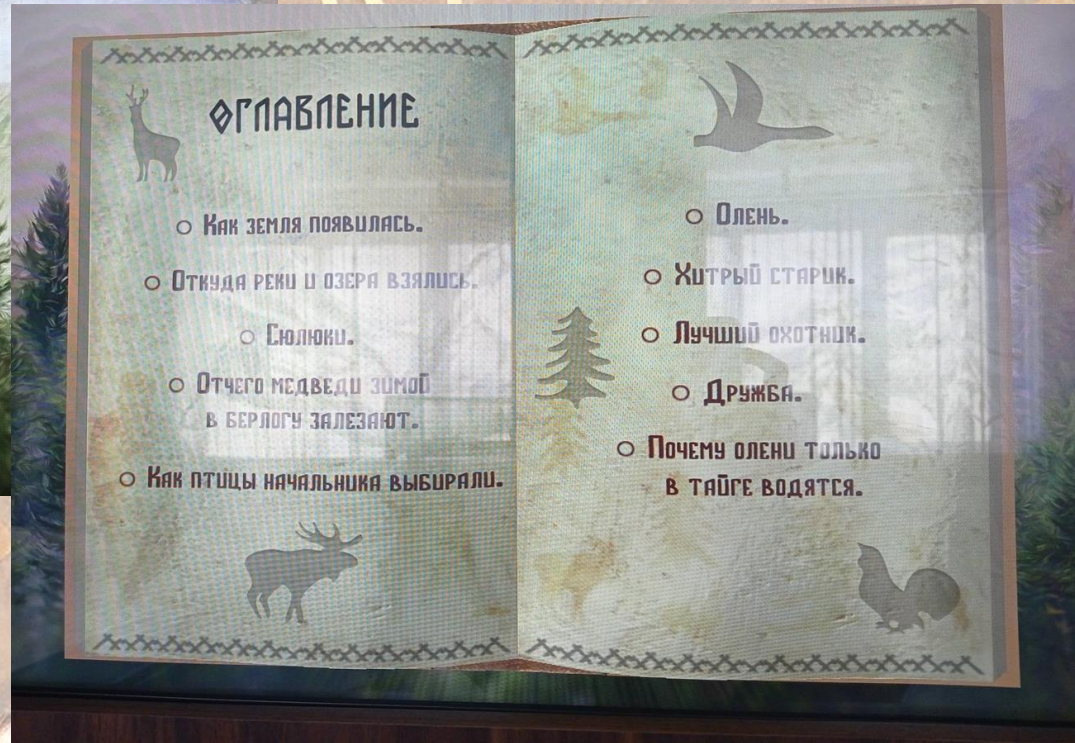 ОГЛАВЛЕНИЕ
Как земля появилась.
Откуда реки и озера взялись.
Сюлюки.
Отчего медведи зимой
в берлогу залезают.
Как птицы начальника выбирали.
Олень.
Хитрый старик.
Лучший охотник.
Дружба.
Почему олени только
в тайге водятся.